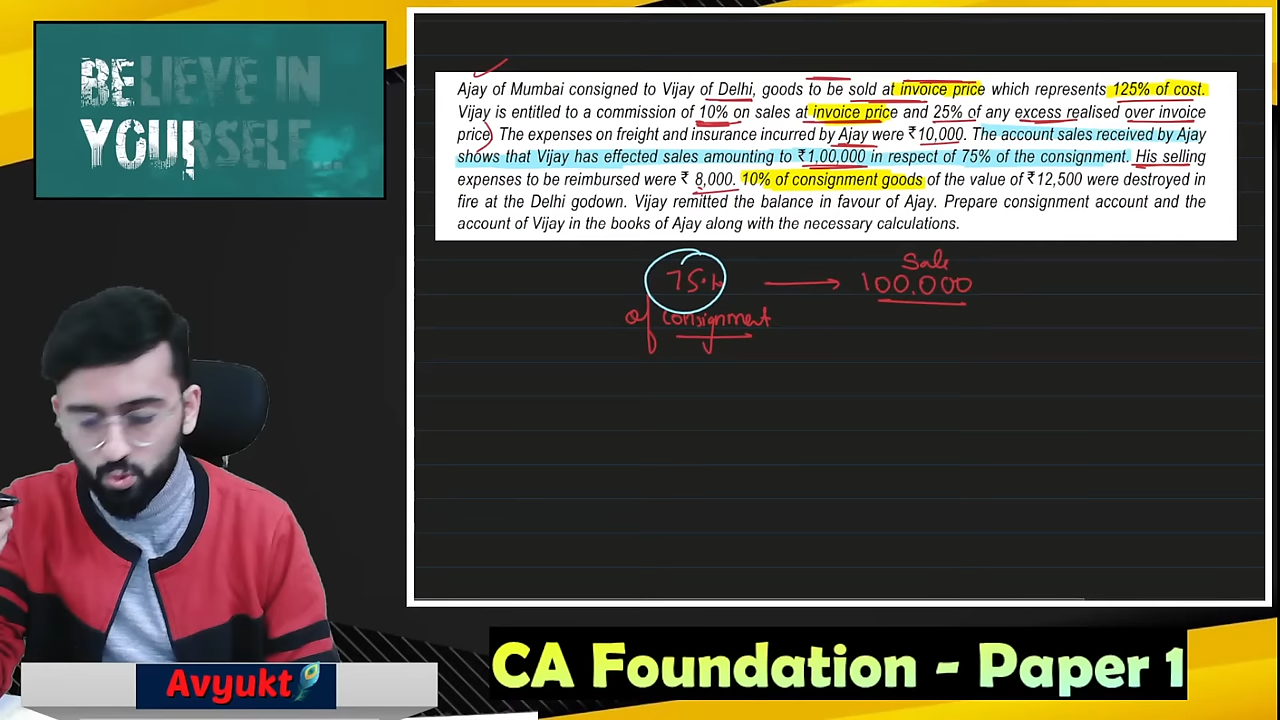 BELIEVE IN
YOURSELF...
Ajay of Mumbai consigned to Vijay of Delhi, goods to be sold at invoice price which represents 125% of cost.
Vijay is entitled to a commission of 10% on sales at invoice price and 25% of any excess realised over invoice
price. The expenses on freight and insurance incurred by Ajay were ₹10,000. The account sales received by Ajay
shows that Vijay has effected sales amounting to ₹1,00,000 in respect of 75% of the consignment. His selling
expenses to be reimbursed were ₹ 8,000. 10% of consignment goods of the value of ₹12,500 were destroyed in
fire at the Delhi godown. Vijay remitted the balance in favour of Ajay. Prepare consignment account and the
account of Vijay in the books of Ajay along with the necessary calculations.
Sale
75% → 100.000
of consignment
Avyukt
CA Foundation - Paper 1